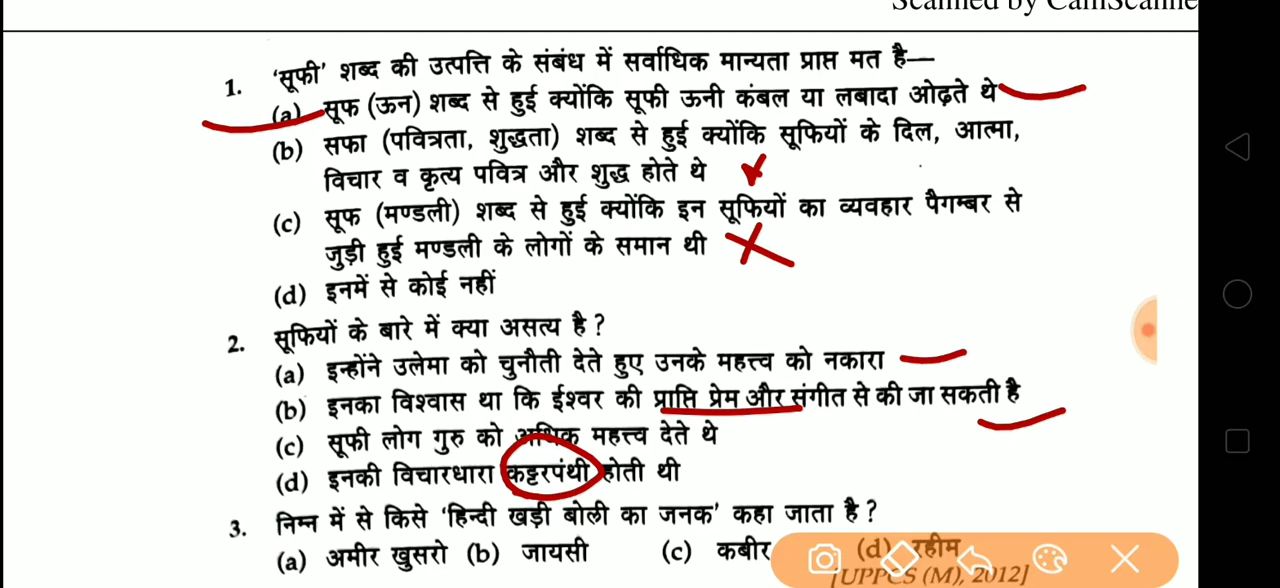 Scanned by CamScanne
1. 'सूफी' शब्द की उत्पत्ति के संबंध में सर्वाधिक मान्यता प्राप्त मत है—
(a) सूफ (ऊन) शब्द से हुई क्योंकि सूफी ऊनी कंबल या लबादा ओढ़ते थे
(b) सफा (पवित्रता, शुद्धता) शब्द से हुई क्योंकि सूफियों के दिल, आत्मा,
विचार व कृत्य पवित्र और शुद्ध होते थे
(c) सूफ (मण्डली) शब्द से हुई क्योंकि इन सूफियों का व्यवहार पैगम्बर से
जुड़ी हुई मण्डली के लोगों के समान थी
(d) इनमें से कोई नहीं
2. सूफियों के बारे में क्या असत्य है ?
(a) इन्होंने उलेमा को चुनौती देते हुए उनके महत्त्व को नकारा
(b) इनका विश्वास था कि ईश्वर की प्राप्ति प्रेम और संगीत से की जा सकती है
(c) सूफी लोग गुरु को अधिक महत्त्व देते थे
(d) इनकी विचारधारा कट्टरपंथी होती थी
3. निम्न में से किसे 'हिन्दी खड़ी बोली का जनक' कहा जाता है ?
(a) अमीर खुसरो (b) जायसी (c) कबीर (d) रहीम
[UPPCS (M), 2012]